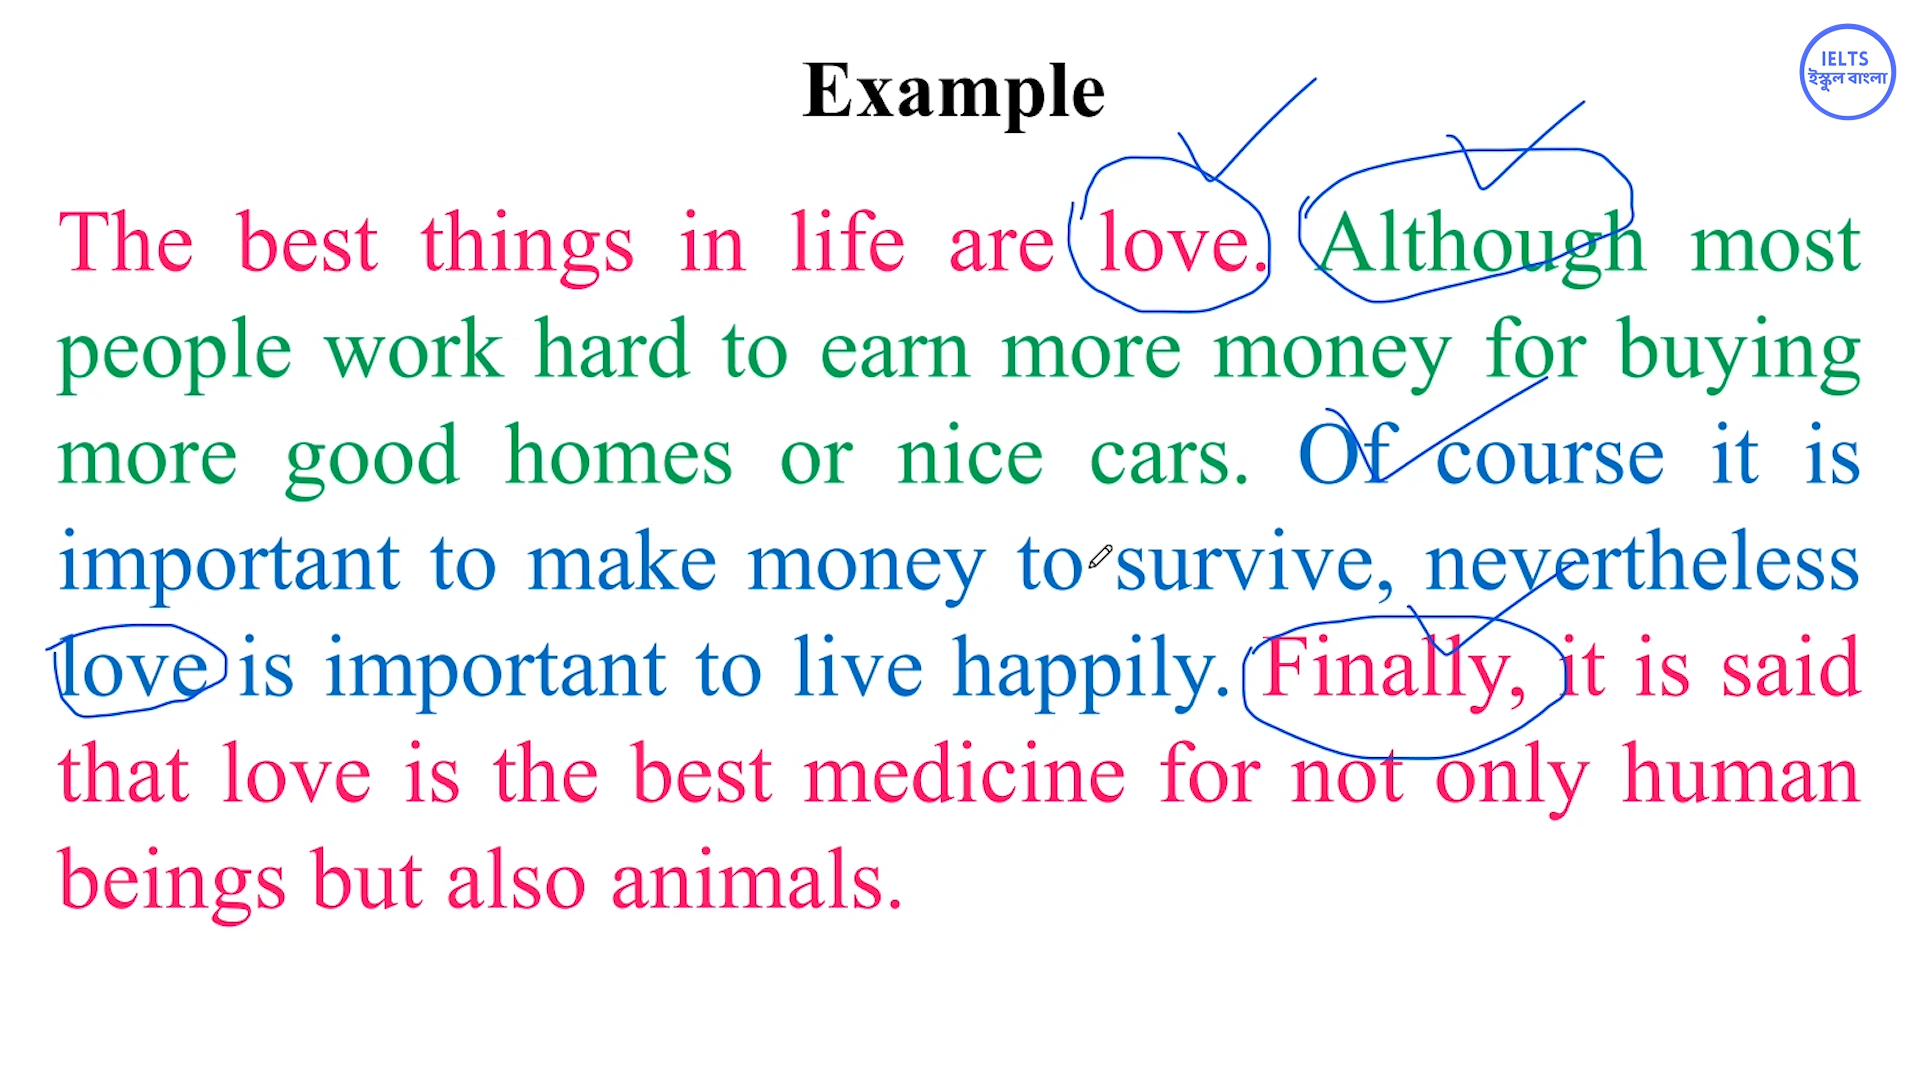 IELTS
ইস্কুল বাংলা
Example
The best things in life are love. Although most
people work hard to earn more money for buying
more good homes or nice cars. Of course it is
important to make money to survive, nevertheless
love is important to live happily. Finally, it is said
that love is the best medicine for not only human
beings but also animals.